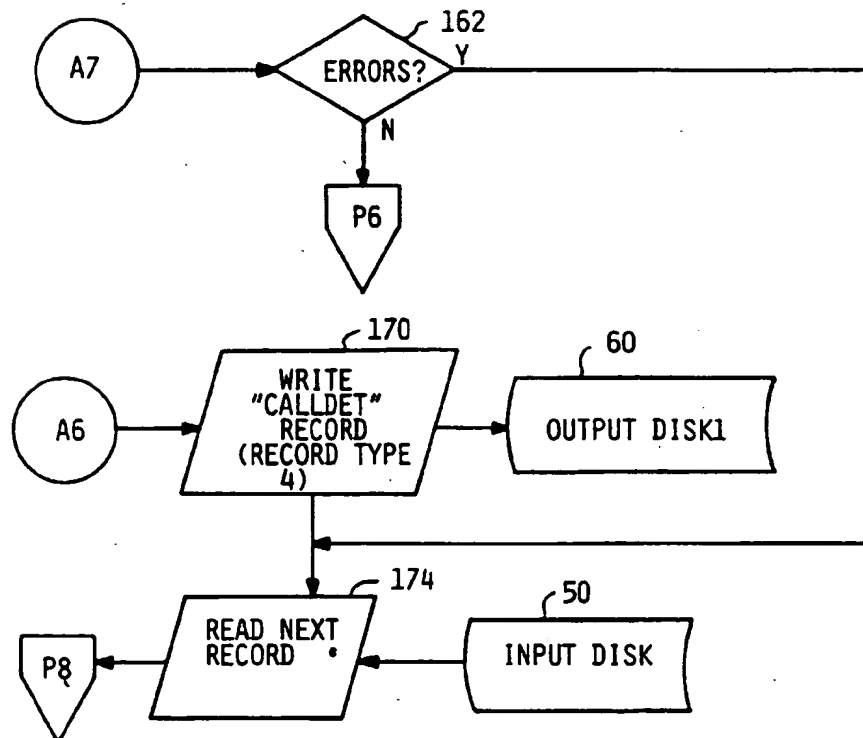 162
A7
ERRORS?
Y
N
P6
170
60
A6
WRITE
"CALLDET"
RECORD
(RECORD TYPE
4)
OUTPUT DISK1
174
50
P8
READ NEXT
RECORD
INPUT DISK